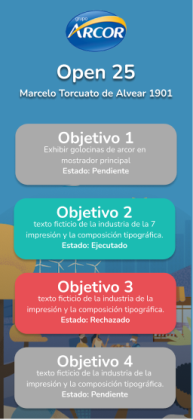 grupo
ARCOR
Open 25
Marcelo Torcuato de Alvear 1901
Objetivo 1
Exhibir golocinas de arcor en
mostrador principal
Estado: Pendiente
Objetivo 2
texto ficticio de la industria de la 7
impresión y la composición tipográfica.
Estado: Ejecutado
Objetivo 3
texto ficticio de la industria de la
impresión y la composición tipográfica.
Estado: Rechazado
Objetivo 4
texto ficticio de la industria de la
impresión y la composición tipográfica.
Estado: Pendiente